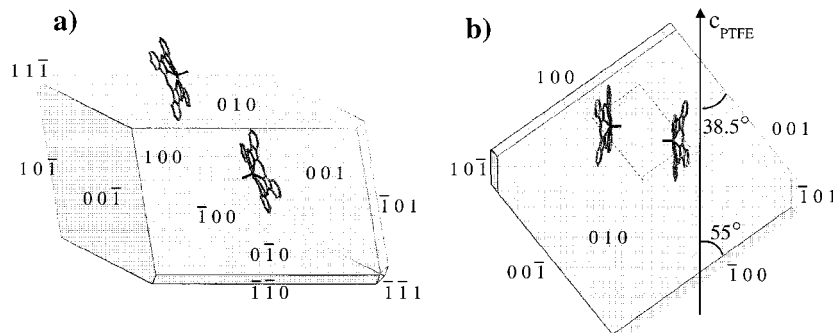 a)
1 1 1̅
0 1 0
1 0 1̅
1 0 0
0 0 1̅
0 0 1
1̅ 0 0
1̅ 0 1
0 1̅ 0
1̅ 1̅ 0
1̅ 1̅ 1
b)
c PTFE
1 0 0
38.5°
0 0 1
1 0 1̅
1̅ 0 1
0 1 0
55°
0 0 1̅
1̅ 0 0